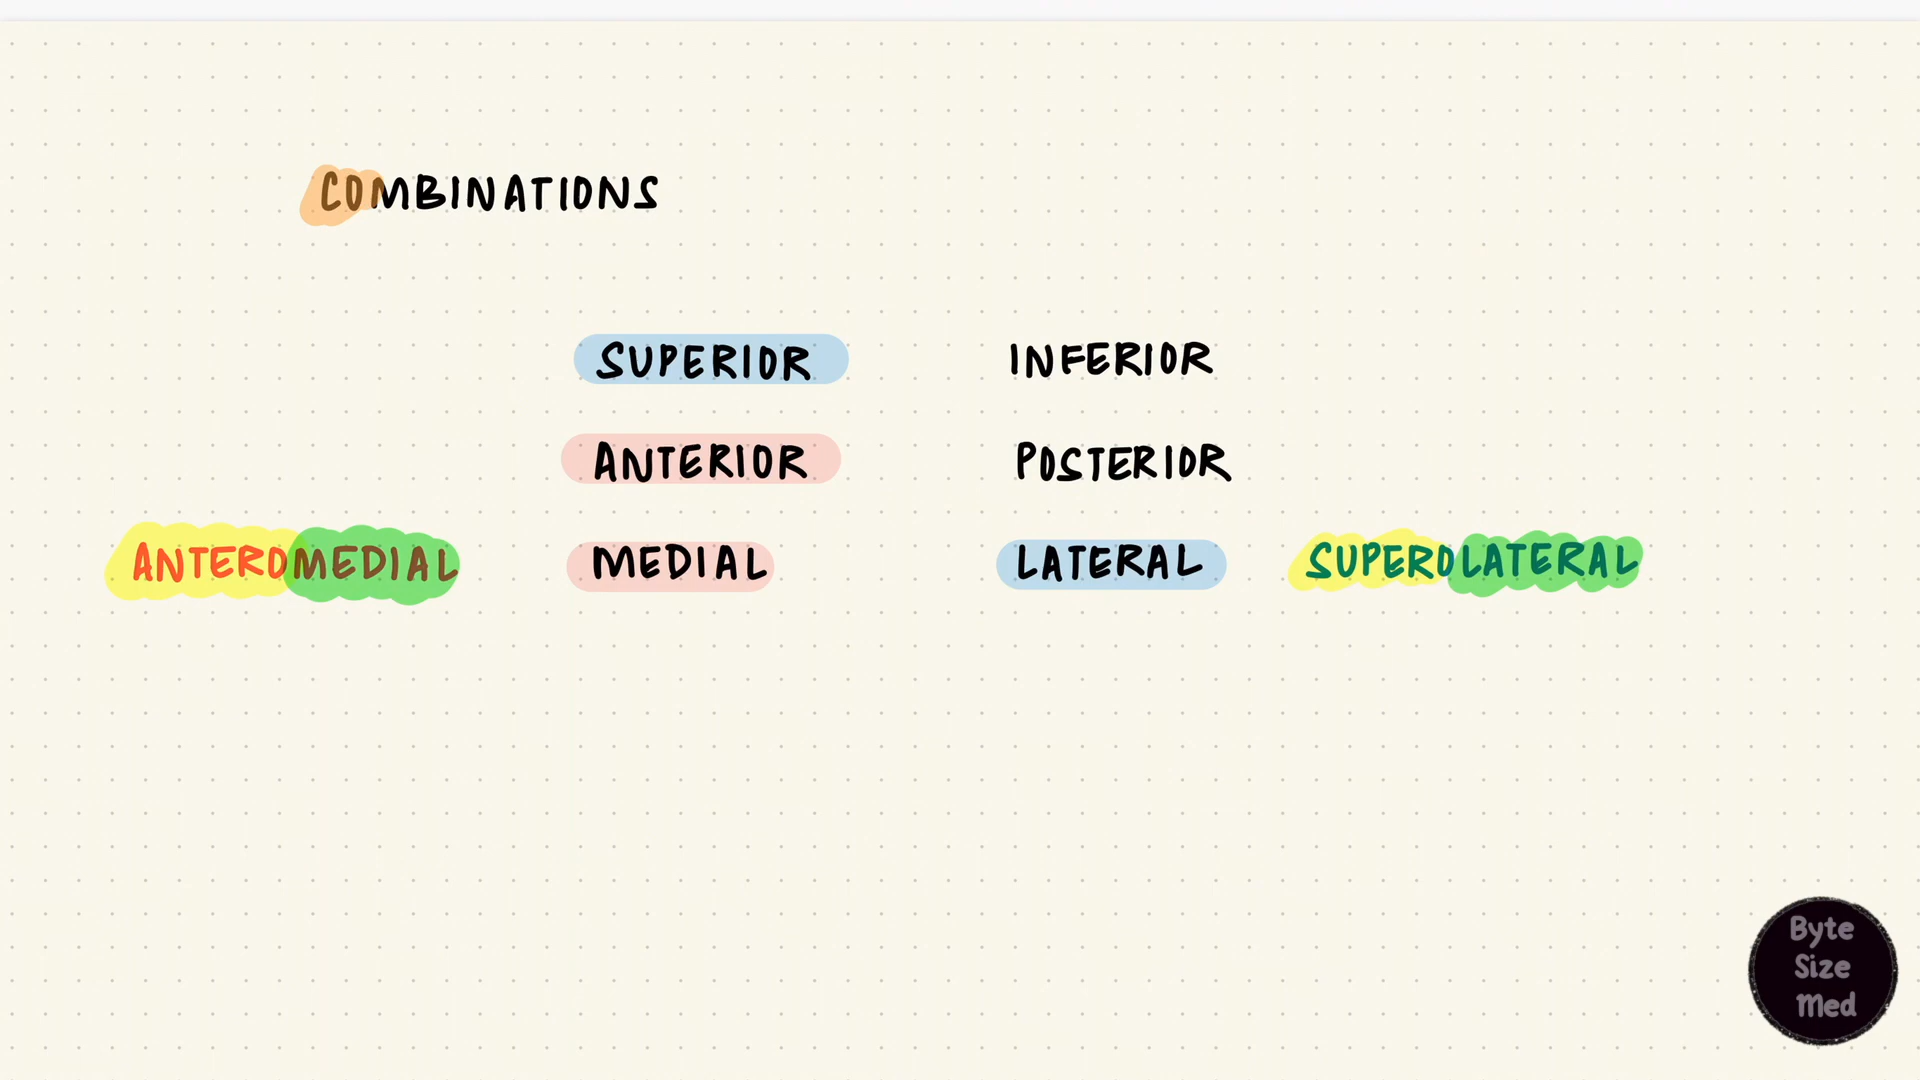 COMBINATIONS
SUPERIOR INFERIOR
ANTERIOR POSTERIOR
ANTEROMEDIAL MEDIAL LATERAL SUPEROLATERAL
Byte
Size
Med